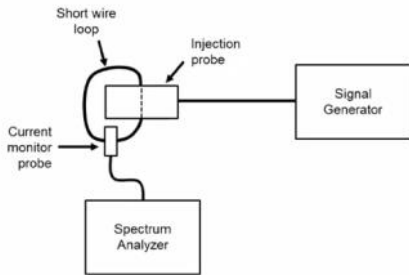 Short wire
loop
Injection
probe
Signal
Generator
Current
monitor
probe
Spectrum
Analyzer